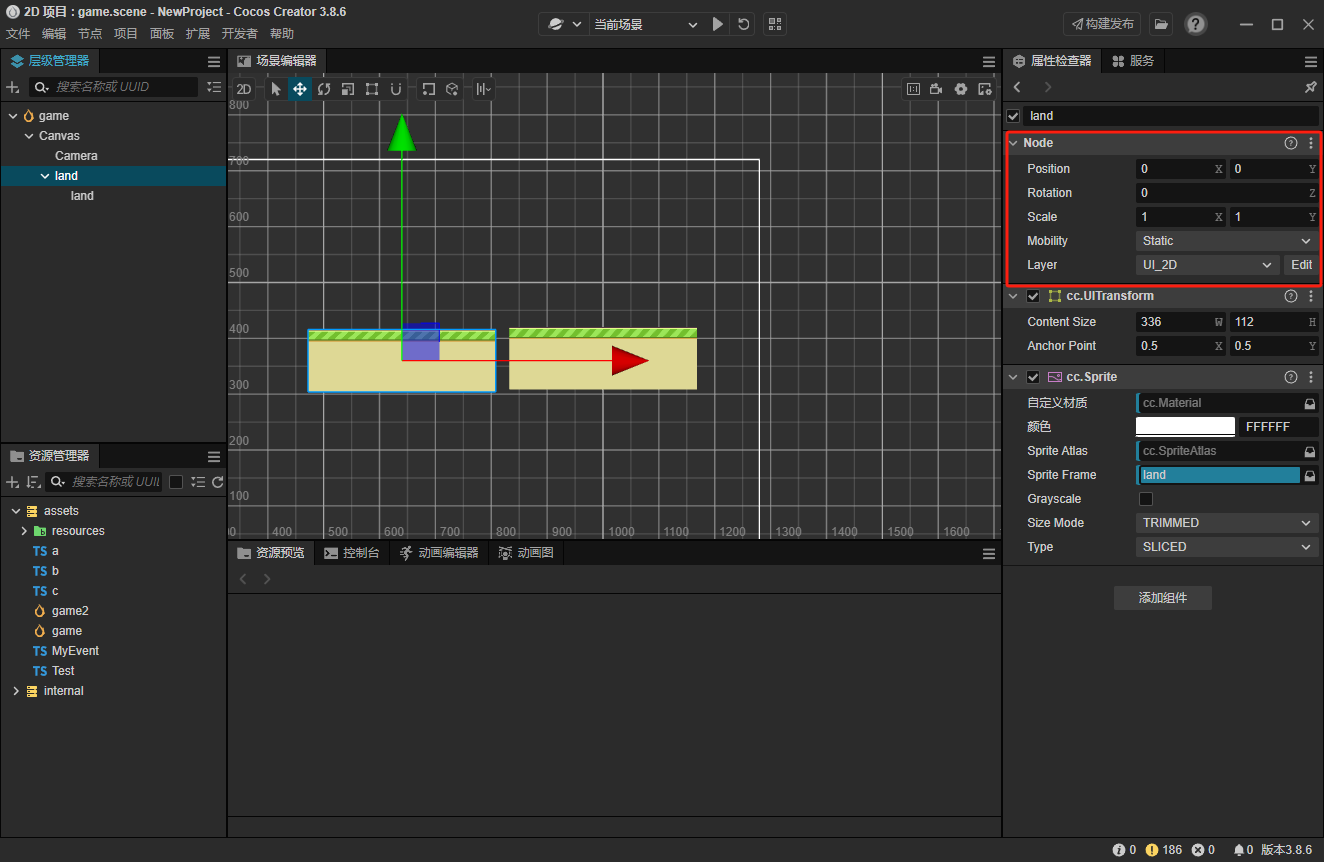 2D 项目 : game.scene - NewProject - Cocos Creator 3.8.6
文件 编辑 节点 项目 面板 扩展 开发者 帮助
当前场景
构建发布
层级管理器
搜索名称或 UUID
game
Canvas
Camera
land
land
资源管理器
搜索名称或 UUI
assets
resources
TS a
TS b
TS c
game2
game
TS MyEvent
TS Test
internal
场景编辑器
2D
800
700
600
500
400
300
200
100
400 500 600 700 800 900 1000 1100 1200 1300 1400 1500 1600
资源预览 控制台 动画编辑器 动画图
属性检查器 服务
land
Node
Position 0 X 0 Y
Rotation 0 Z
Scale 1 X 1 Y
Mobility Static
Layer UI_2D Edit
cc.UITransform
Content Size 336 W 112 H
Anchor Point 0.5 X 0.5 Y
cc.Sprite
自定义材质 cc.Material
颜色 FFFFFF
Sprite Atlas cc.SpriteAtlas
Sprite Frame land
Grayscale
Size Mode TRIMMED
Type SLICED
添加组件
0 186 0 0 版本3.8.6